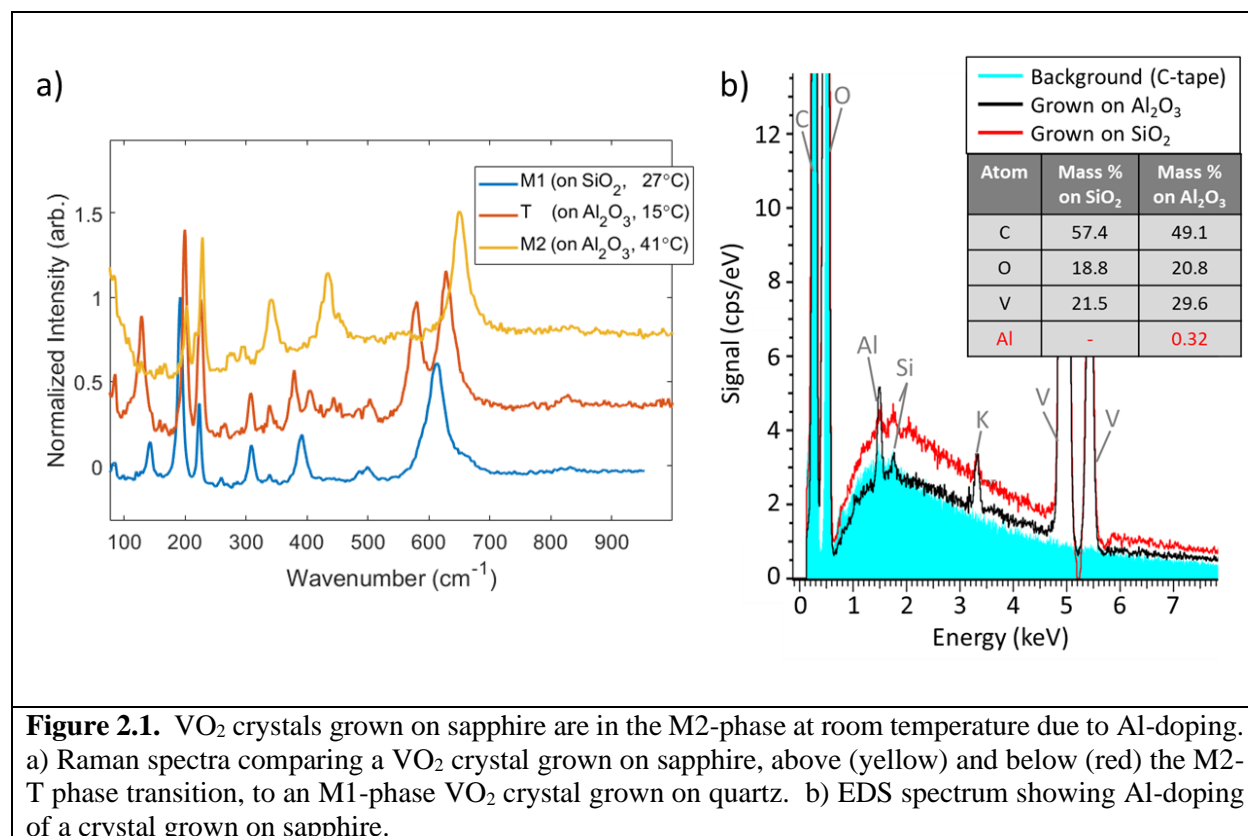 a)
M1 (on SiO₂, 27°C)
T (on Al₂O₃, 15°C)
M2 (on Al₂O₃, 41°C)
Normalized Intensity (arb.)
1.5
1
0.5
0
100 200 300 400 500 600 700 800 900
Wavenumber (cm⁻¹)
b)
Background (C-tape)
Grown on Al₂O₃
Grown on SiO₂
Atom Mass % on SiO₂ Mass % on Al₂O₃
C 57.4 49.1
O 18.8 20.8
V 21.5 29.6
Al - 0.32
C
O
Al
Si
K
V
V
Signal (cps/eV)
12
10
8
6
4
2
0
0 1 2 3 4 5 6 7
Energy (keV)
Figure 2.1. VO₂ crystals grown on sapphire are in the M2-phase at room temperature due to Al-doping.
a) Raman spectra comparing a VO₂ crystal grown on sapphire, above (yellow) and below (red) the M2-
T phase transition, to an M1-phase VO₂ crystal grown on quartz. b) EDS spectrum showing Al-doping
of a crystal grown on sapphire.